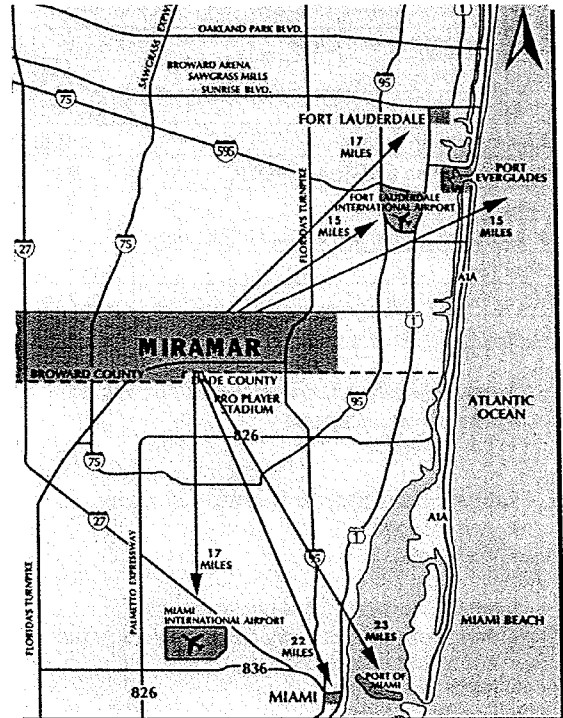 OAKLAND PARK BLVD.
SAWGRASS EXPWY
BROWARD ARENA
SAWGRASS MILLS
SUNRISE BLVD.
1
95
75
FORT LAUDERDALE
17
MILES
595
PORT
EVERGLADES
FORT LAUDERDALE
INTERNATIONAL AIRPORT
15
MILES
15
MILES
FLORIDA'S TURNPIKE
27
75
A1A
1
MIRAMAR
BROWARD COUNTY
DADE COUNTY
PRO PLAYER
STADIUM
95
ATLANTIC
OCEAN
826
75
27
1
A1A
17
MILES
95
FLORIDA'S TURNPIKE
PALMETTO EXPRESSWAY
MIAMI
INTERNATIONAL AIRPORT
MIAMI BEACH
23
MILES
22
MILES
836
PORT OF
MIAMI
826
MIAMI